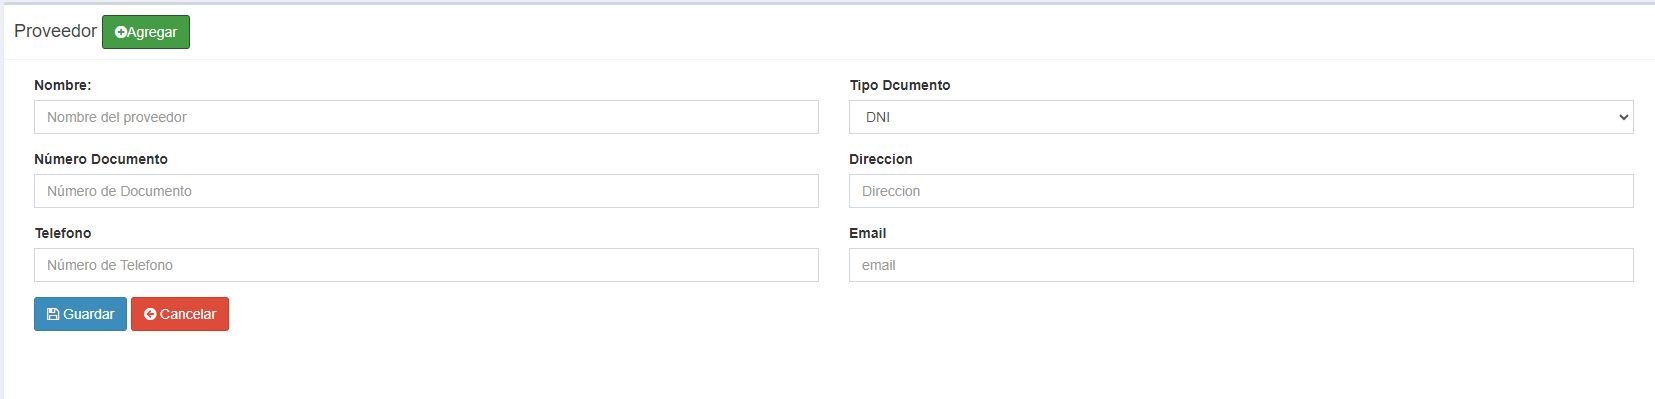 Proveedor Agregar
Nombre: Tipo Dcumento
Nombre del proveedor DNI
Número Documento Direccion
Número de Documento Direccion
Telefono Email
Número de Telefono email
Guardar Cancelar